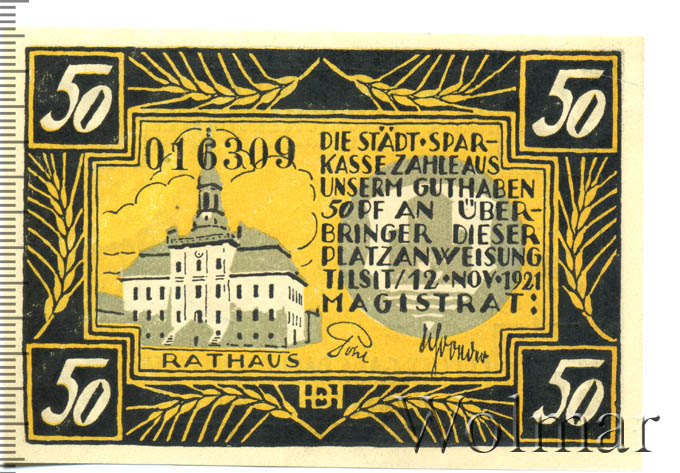 50 50
016309
DIE STÄDT·SPAR-
KASSE ZAHLE AUS
UNSERM GUTHABEN
50 PF AN ÜBER-
BRINGER DIESER
PLATZANWEISUNG
TILSIT/12·NOV·1921
MAGISTRAT:
RATHAUS
50 50
Wolmar